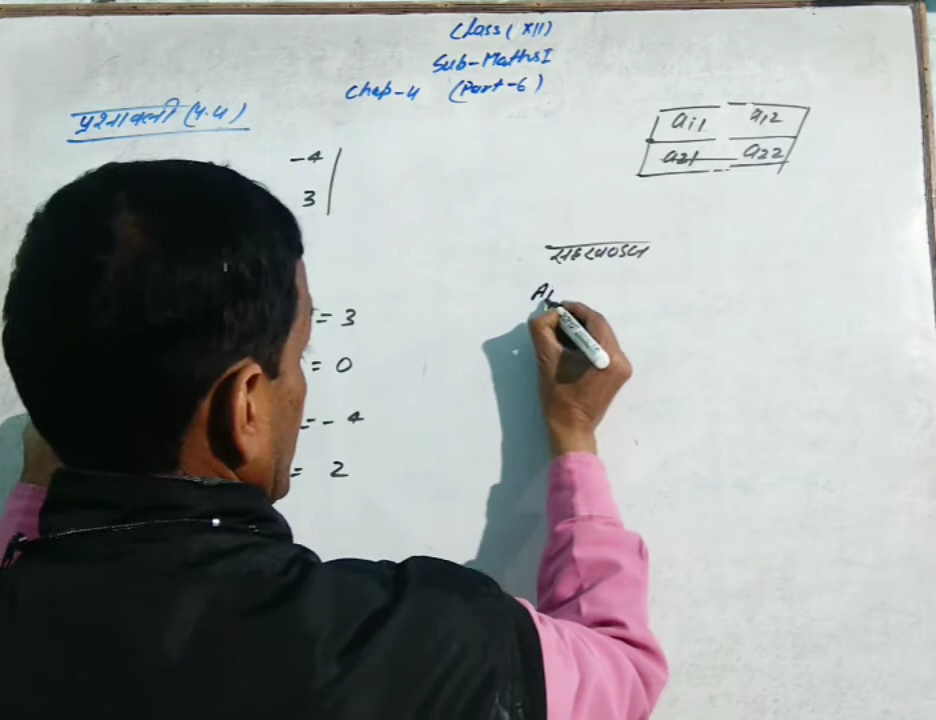 Class (XII)
Sub-Maths I
Chap-4 (Part-6)
प्रश्नावली (4.4)
a11 a12
a21 a22
-4
3
सहखण्डज
A1
= 3
= 0
= - 4
= 2